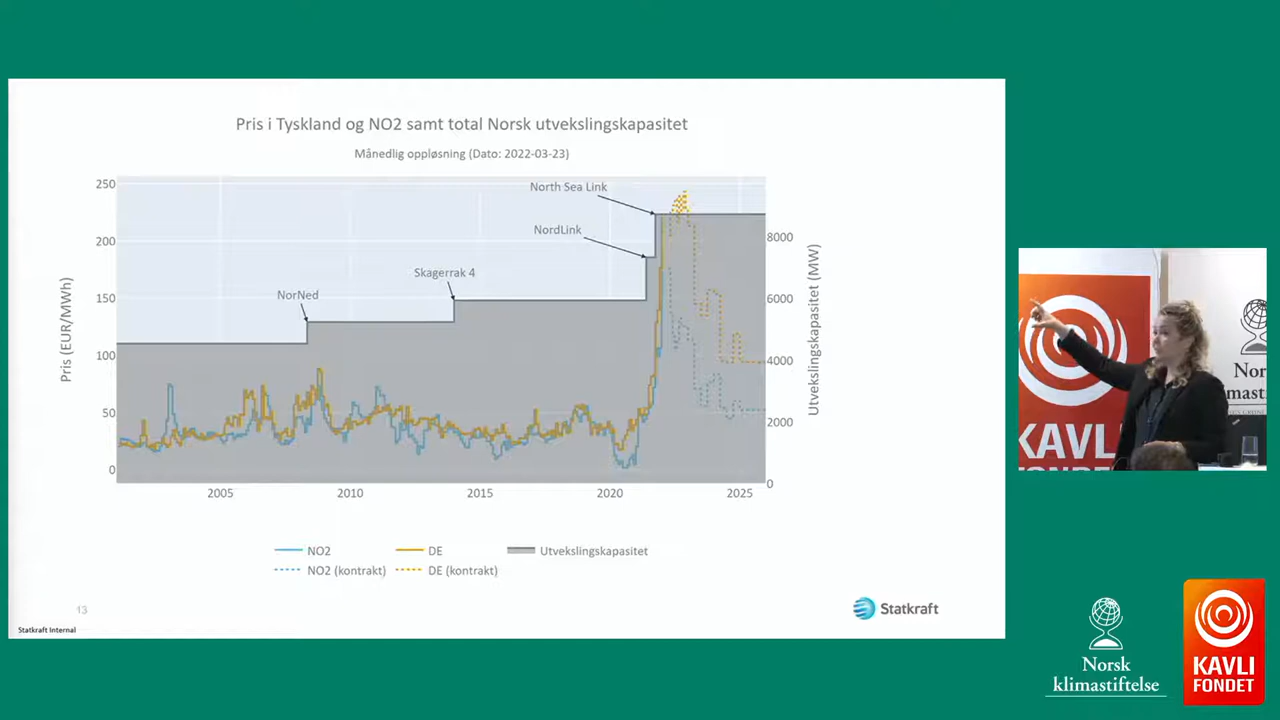 Pris i Tyskland og NO2 samt total Norsk utvekslingskapasitet
Månedlig oppløsning (Dato: 2022-03-23)
Pris (EUR/MWh)
250
200
150
100
50
0
North Sea Link
NordLink
Skagerrak 4
NorNed
8000
6000
4000
2000
0
Utvekslingskapasitet (MW)
2005
2010
2015
2020
2025
NO2
DE
Utvekslingskapasitet
NO2 (kontrakt)
DE (kontrakt)
13
Statkraft Internal
Statkraft
KAVLI
FONDET
Nor
imasti
Norsk
klimastiftelse
KAVLI
FONDET